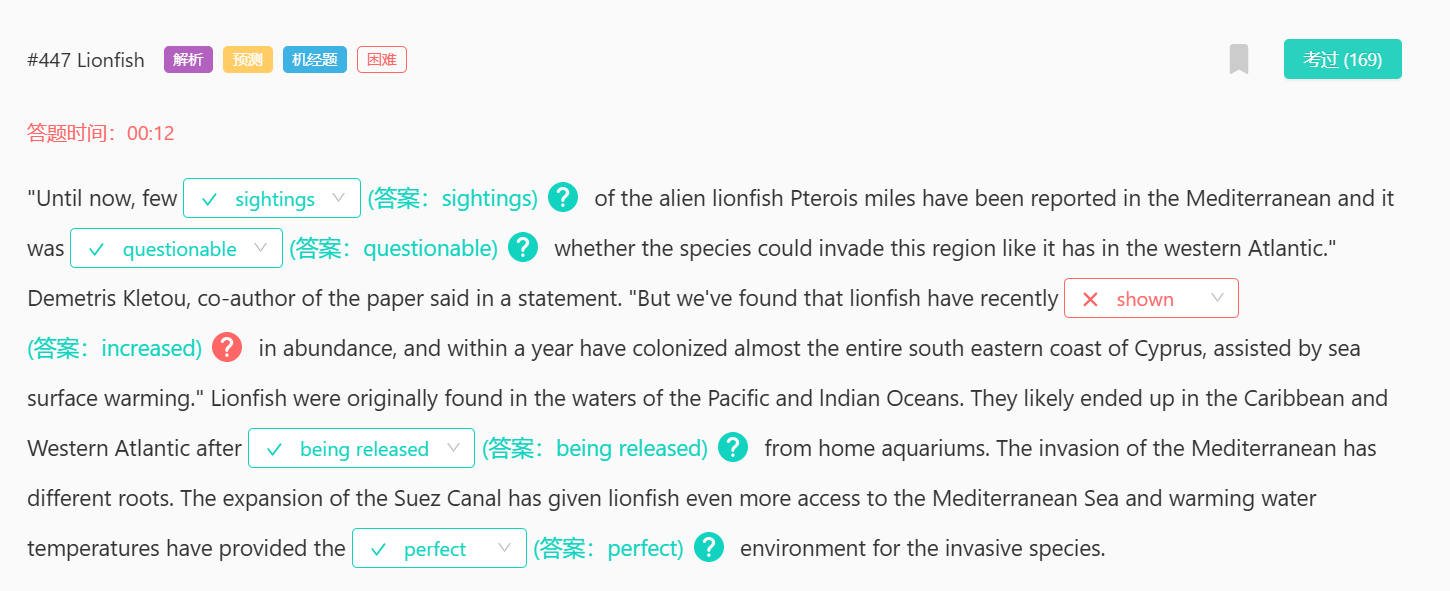 #447 Lionfish 解析 预测 机经题 困难 考过 (169)
答题时间：00:12
"Until now, few ✓ sightings (答案：sightings) ? of the alien lionfish Pterois miles have been reported in the Mediterranean and it
was ✓ questionable (答案：questionable) ? whether the species could invade this region like it has in the western Atlantic."
Demetris Kletou, co-author of the paper said in a statement. "But we've found that lionfish have recently ✕ shown
(答案：increased) ? in abundance, and within a year have colonized almost the entire south eastern coast of Cyprus, assisted by sea
surface warming." Lionfish were originally found in the waters of the Pacific and Indian Oceans. They likely ended up in the Caribbean and
Western Atlantic after ✓ being released (答案：being released) ? from home aquariums. The invasion of the Mediterranean has
different roots. The expansion of the Suez Canal has given lionfish even more access to the Mediterranean Sea and warming water
temperatures have provided the ✓ perfect (答案：perfect) ? environment for the invasive species.